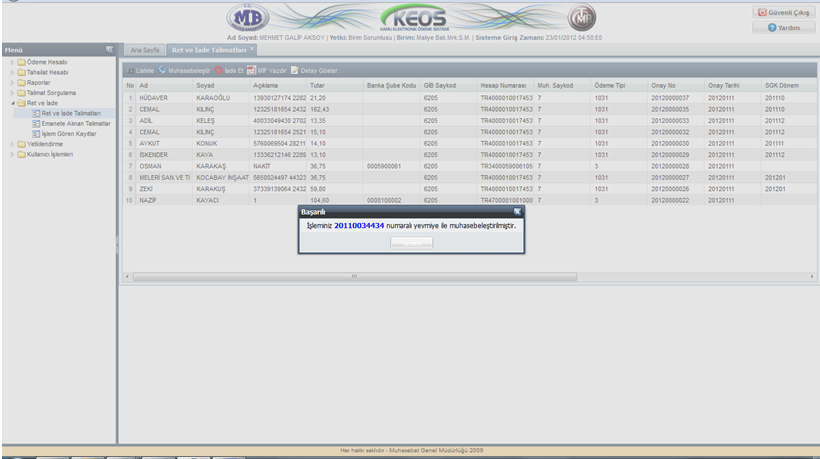 MB
KEOS
KAMU ELEKTRONİK ÖDEME SİSTEMİ
Güvenli Çıkış
Yardım
Ad Soyad: MEHMET GALİP AKSOY | Yetki: Birim Sorumlusu | Birim: Maliye Bak.Mrk.S.M. | Sisteme Giriş Zamanı: 23/01/2012 04:50:E0
Menü
Ana Sayfa
Ret ve İade Talimatları
Ödeme Hesabı
Tahsilat Hesabı
Raporlar
Talimat Sorgulama
Ret ve İade
Ret ve İade Talimatları
Emanete Alınan Talimatlar
İşlem Gören Kayıtlar
Yetkilendirme
Kullanıcı İşlemleri
Listele Muhasebeleştir İade Et MİF Yazdır Detay Göster
No Ad Soyad Açıklama Tutar Banka Şube Kodu GİB Saykod Hesap Numarası Muh. Saykod Ödeme Tipi Onay No Onay Tarihi SGK Dönem
1 HÜDAVER KARAOĞLU 13930127174 2282 21,20 6205 TR4000010017453 7 1031 20120000037 20120111 201110
2 CEMAL KILINÇ 12325181654 2432 162,43 6205 TR4000010017453 7 1031 20120000035 20120111 201110
3 ADİL KELEŞ 40033049430 2702 13,35 6205 TR4000010017453 7 1031 20120000033 20120111 201112
4 CEMAL KILINÇ 12325181654 2521 15,10 6205 TR4000010017453 7 1031 20120000032 20120111 201112
5 AYKUT KONUK 5760069504 28211 14,10 6205 TR4000010017453 7 1031 20120000030 20120111 201111
6 İSKENDER KAYA 13336212146 2289 13,10 6205 TR4000010017453 7 1031 20120000029 20120111 201112
7 OSMAN KARAKAŞ NAKİT 36,75 0005900061 6205 TR3400059006105 7 3 20120000028 20120111
8 MELERİ SAN.VE Tİ KOCABAY İNŞAAT 5650024497 44323 36,75 6205 TR4000010017453 7 1031 20120000027 20120111 201201
9 ZEKİ KARAKUŞ 37339139064 2432 59,80 6205 TR4000010017453 7 1031 20120000026 20120111 201201
10 NAZİF KAYACI 1 104,60 0000100002 6205 TR4700001001000 7 3 20120000022 20120111
Başarılı
İşleminiz 20110034434 numaralı yevmiye ile muhasebeleştirilmiştir.
Her hakkı saklıdır - Muhasebat Genel Müdürlüğü 2009